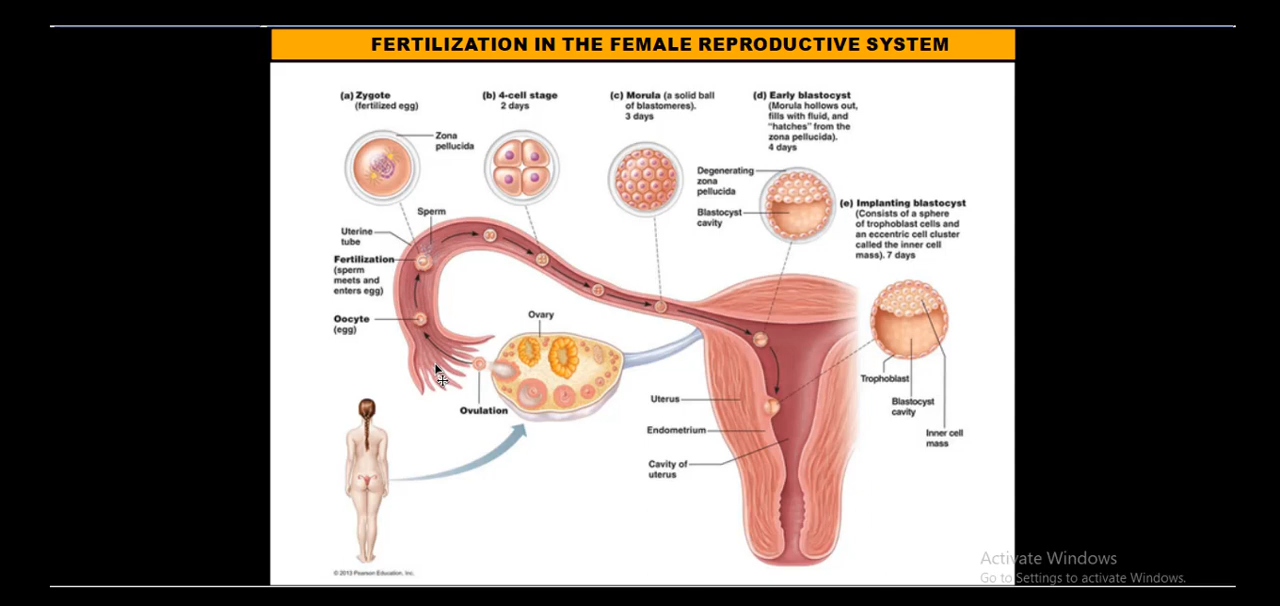 FERTILIZATION IN THE FEMALE REPRODUCTIVE SYSTEM
(a) Zygote
(fertilized egg)
(b) 4-cell stage
2 days
(c) Morula (a solid ball
of blastomeres).
3 days
(d) Early blastocyst
(Morula hollows out,
fills with fluid, and
"hatches" from the
zona pellucida).
4 days
Zona
pellucida
Degenerating
zona
pellucida
Blastocyst
cavity
(e) Implanting blastocyst
(Consists of a sphere
of trophoblast cells and
an eccentric cell cluster
called the inner cell
mass). 7 days
Sperm
Uterine
tube
Fertilization
(sperm
meets and
enters egg)
Oocyte
(egg)
Ovary
Ovulation
Uterus
Endometrium
Cavity of
uterus
Trophoblast
Blastocyst
cavity
Inner cell
mass
© 2013 Pearson Education, Inc.
Activate Windows
Go to Settings to activate Windows.